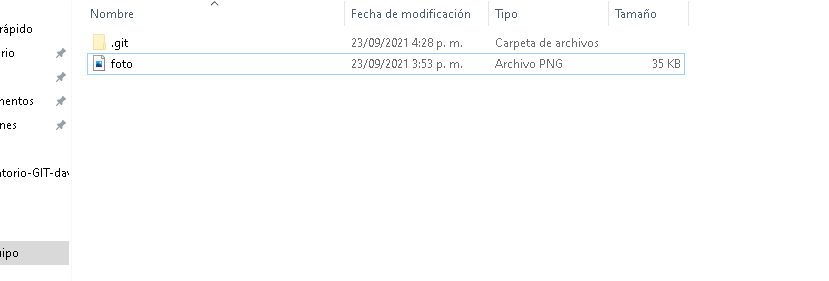 Nombre Fecha de modificación Tipo Tamaño
rápido
.git 23/09/2021 4:28 p. m. Carpeta de archivos
rio
foto 23/09/2021 3:53 p. m. Archivo PNG 35 KB
mentos
nes
atorio-GIT-dav
uipo